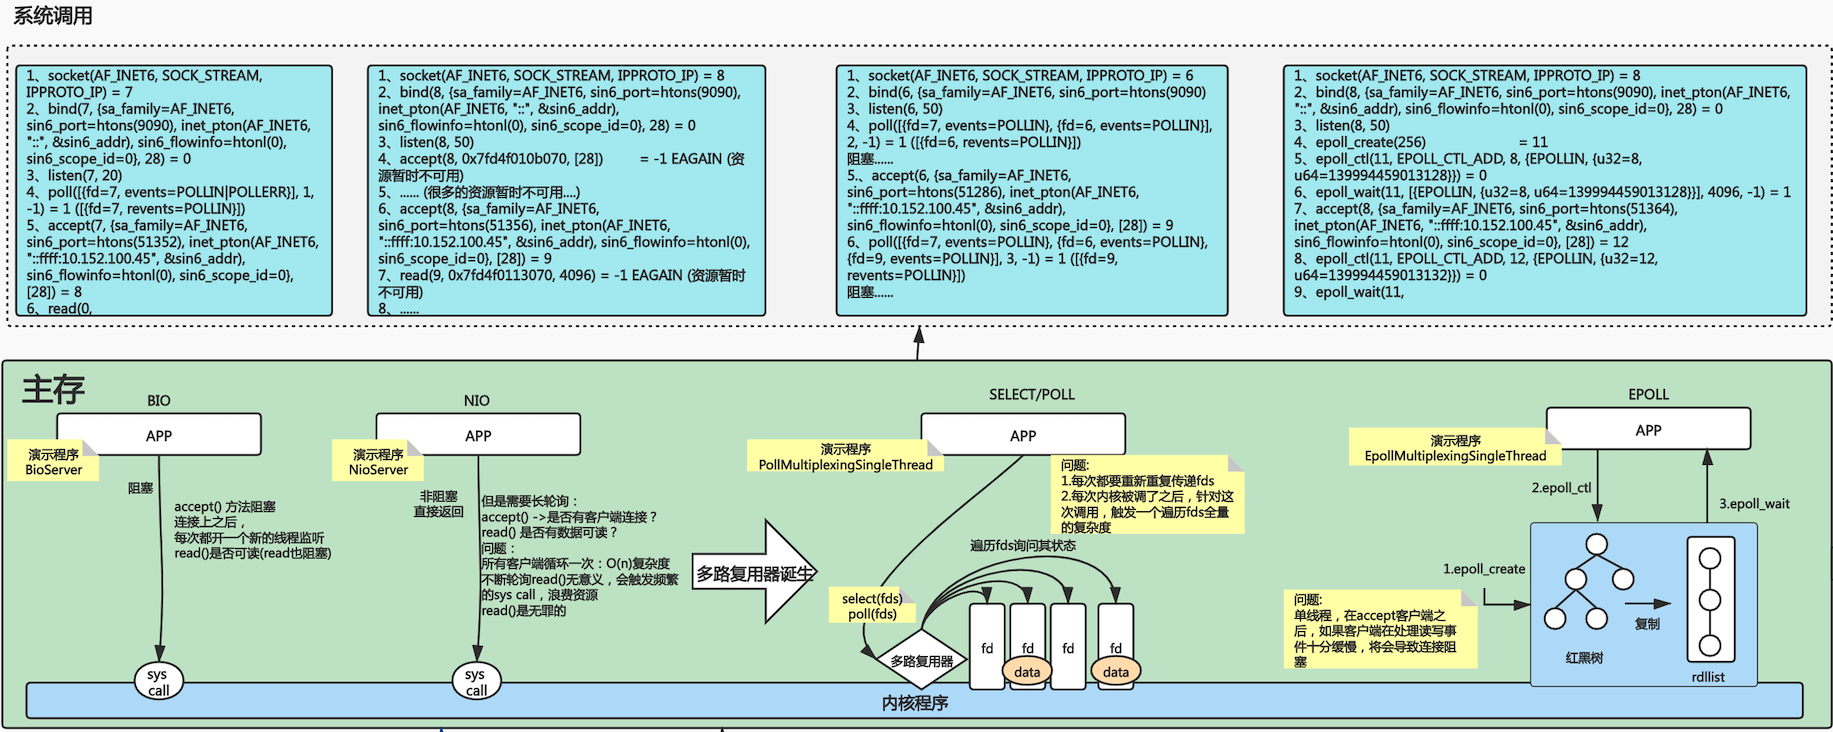 系统调用
1、socket(AF_INET6, SOCK_STREAM,
IPPROTO_IP) = 7
2、bind(7, {sa_family=AF_INET6,
sin6_port=htons(9090), inet_pton(AF_INET6,
"::", &sin6_addr), sin6_flowinfo=htonl(0),
sin6_scope_id=0}, 28) = 0
3、listen(7, 20)
4、poll([{fd=7, events=POLLIN|POLLERR}], 1,
-1) = 1 ([{fd=7, revents=POLLIN}])
5、accept(7, {sa_family=AF_INET6,
sin6_port=htons(51352), inet_pton(AF_INET6,
"::ffff:10.152.100.45", &sin6_addr),
sin6_flowinfo=htonl(0), sin6_scope_id=0},
[28]) = 8
6、read(0,
1、socket(AF_INET6, SOCK_STREAM, IPPROTO_IP) = 8
2、bind(8, {sa_family=AF_INET6, sin6_port=htons(9090),
inet_pton(AF_INET6, "::", &sin6_addr),
sin6_flowinfo=htonl(0), sin6_scope_id=0}, 28) = 0
3、listen(8, 50)
4、accept(8, 0x7fd4f010b070, [28]) = -1 EAGAIN (资
源暂时不可用)
5、...... (很多的资源暂时不可用....)
6、accept(8, {sa_family=AF_INET6,
sin6_port=htons(51356), inet_pton(AF_INET6,
"::ffff:10.152.100.45", &sin6_addr), sin6_flowinfo=htonl(0),
sin6_scope_id=0}, [28]) = 9
7、read(9, 0x7fd4f0113070, 4096) = -1 EAGAIN (资源暂时
不可用)
8、......
1、socket(AF_INET6, SOCK_STREAM, IPPROTO_IP) = 6
2、bind(6, {sa_family=AF_INET6, sin6_port=htons(9090)
3、listen(6, 50)
4、poll([{fd=7, events=POLLIN}, {fd=6, events=POLLIN}],
2, -1) = 1 ([{fd=6, revents=POLLIN}])
阻塞......
5、accept(6, {sa_family=AF_INET6,
sin6_port=htons(51286), inet_pton(AF_INET6,
"::ffff:10.152.100.45", &sin6_addr),
sin6_flowinfo=htonl(0), sin6_scope_id=0}, [28]) = 9
6、poll([{fd=7, events=POLLIN}, {fd=6, events=POLLIN},
{fd=9, events=POLLIN}], 3, -1) = 1 ([{fd=9,
revents=POLLIN}])
阻塞......
1、socket(AF_INET6, SOCK_STREAM, IPPROTO_IP) = 8
2、bind(8, {sa_family=AF_INET6, sin6_port=htons(9090), inet_pton(AF_INET6,
"::", &sin6_addr), sin6_flowinfo=htonl(0), sin6_scope_id=0}, 28) = 0
3、listen(8, 50)
4、epoll_create(256) = 11
5、epoll_ctl(11, EPOLL_CTL_ADD, 8, {EPOLLIN, {u32=8,
u64=139994459013128}}) = 0
6、epoll_wait(11, [{EPOLLIN, {u32=8, u64=139994459013128}}], 4096, -1) = 1
7、accept(8, {sa_family=AF_INET6, sin6_port=htons(51364),
inet_pton(AF_INET6, "::ffff:10.152.100.45", &sin6_addr),
sin6_flowinfo=htonl(0), sin6_scope_id=0}, [28]) = 12
8、epoll_ctl(11, EPOLL_CTL_ADD, 12, {EPOLLIN, {u32=12,
u64=139994459013132}}) = 0
9、epoll_wait(11,
主存
BIO
APP
演示程序
BioServer
阻塞
accept() 方法阻塞
连接上之后，
每次都开一个新的线程监听
read()是否可读(read也阻塞)
sys
call
NIO
APP
演示程序
NioServer
非阻塞
直接返回
但是需要长轮询：
accept() ->是否有客户端连接？
read() 是否有数据可读？
问题：
所有客户端循环一次：O(n)复杂度
不断轮询read()无意义，会触发频繁
的sys call，浪费资源
read()是无罪的
sys
call
多路复用器诞生
SELECT/POLL
APP
演示程序
PollMultiplexingSingleThread
问题:
1.每次都要重新重复传递fds
2.每次内核被调了之后，针对这
次调用，触发一个遍历fds全量
的复杂度
遍历fds询问其状态
select(fds)
poll(fds)
多路复用器
fd
fd
data
fd
fd
data
EPOLL
APP
演示程序
EpollMultiplexingSingleThread
2.epoll_ctl
3.epoll_wait
1.epoll_create
问题:
单线程，在accept客户端之
后，如果客户端在处理读写事
件十分缓慢，将会导致连接阻
塞
复制
红黑树
rdllist
内核程序